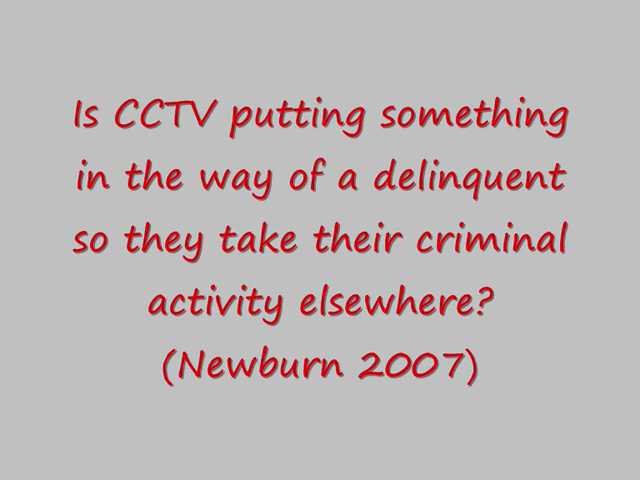 Is CCTV putting something
in the way of a delinquent
so they take their criminal
activity elsewhere?
(Newburn 2007)